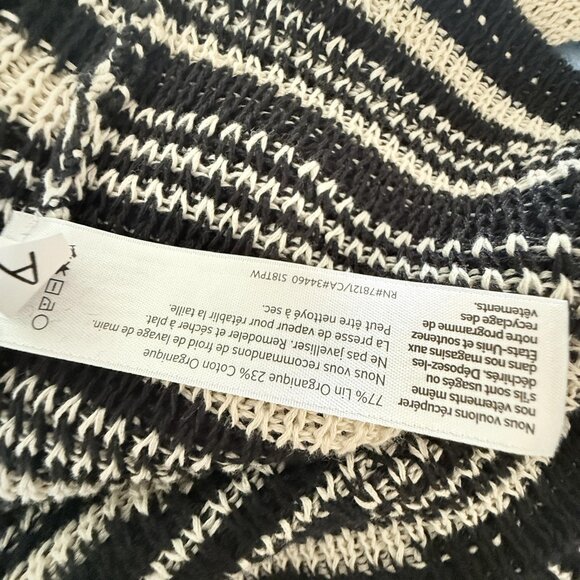 Nous voulons récupérer
nos vêtements même
s'ils sont usagés ou
déchirés. Déposez-les
dans nos magasins aux
États-Unis et soutenez
notre programme de
recyclage des
vêtements.
77% Lin Organique 23% Coton Organique
Nous recommandons de froid de lavage de main.
Ne pas javelliser. Remodeler et sécher à plat.
La presse de vapeur pour rétablir la taille.
Peut être nettoyé à sec.
RN#78121/CA#34460 S18TPW